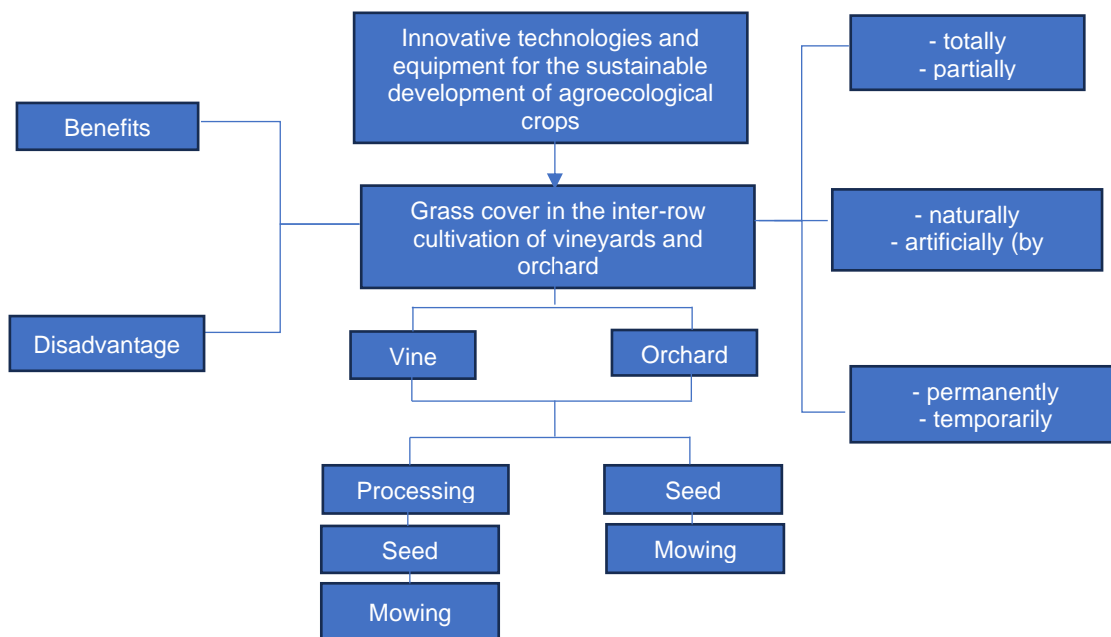 Innovative technologies and
equipment for the sustainable
development of agroecological
crops
- totally
- partially
Benefits
Grass cover in the inter-row
cultivation of vineyards and
orchard
- naturally
- artificially (by
Disadvantage
Vine
Orchard
- permanently
- temporarily
Processing
Seed
Seed
Mowing
Mowing